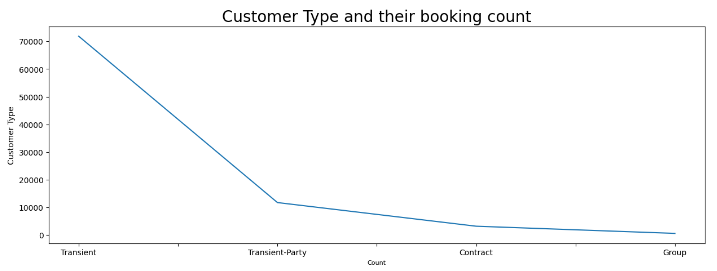 Customer Type and their booking count
70000
60000
50000
40000
30000
20000
10000
0
Customer Type
Transient Transient-Party Contract Group
Count